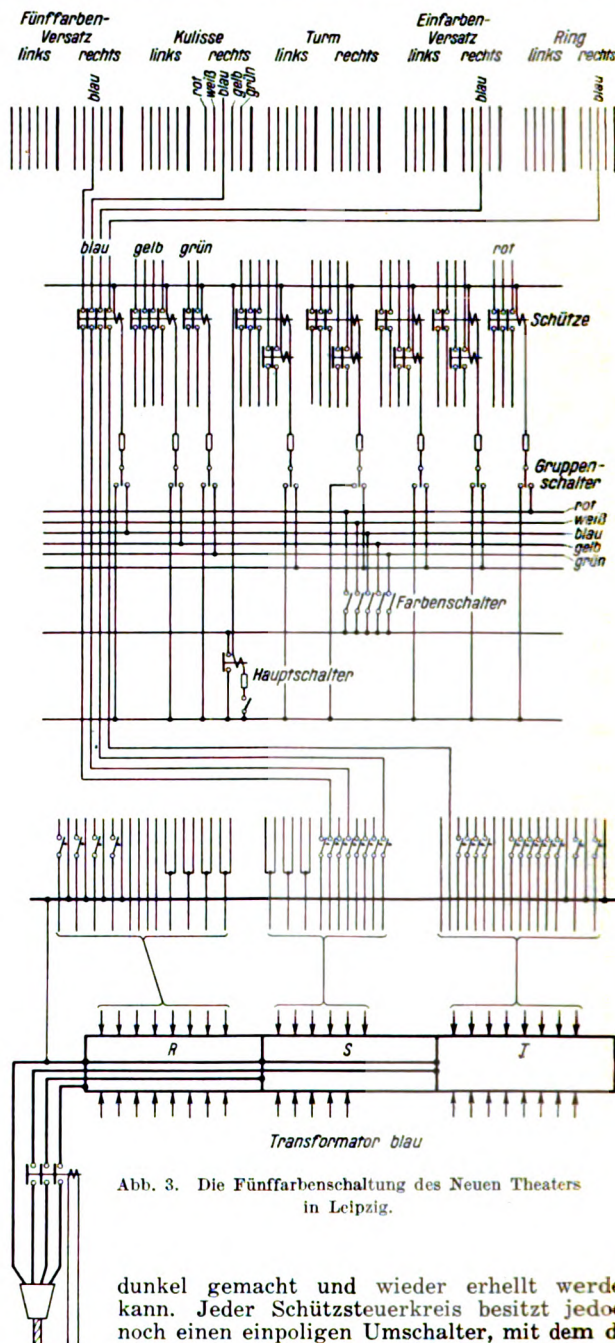 Fünffarben-
Versatz
links rechts
Kulisse
links rechts
Turm
links rechts
Einfarben-
Versatz
links rechts
Ring
links rechts
blau
rot
weiß
blau
gelb
grün
blau
blau
blau gelb grün rot
Schütze
Gruppen-
schalter
rot
weiß
blau
gelb
grün
Farbenschalter
Hauptschalter
R S T
Transformator blau
Abb. 3. Die Fünffarbenschaltung des Neuen Theaters
in Leipzig.
dunkel gemacht und wieder erhellt
kann. Jeder Schützsteuerkreis besitzt
noch einen einpoligen Umschalter, mit dem